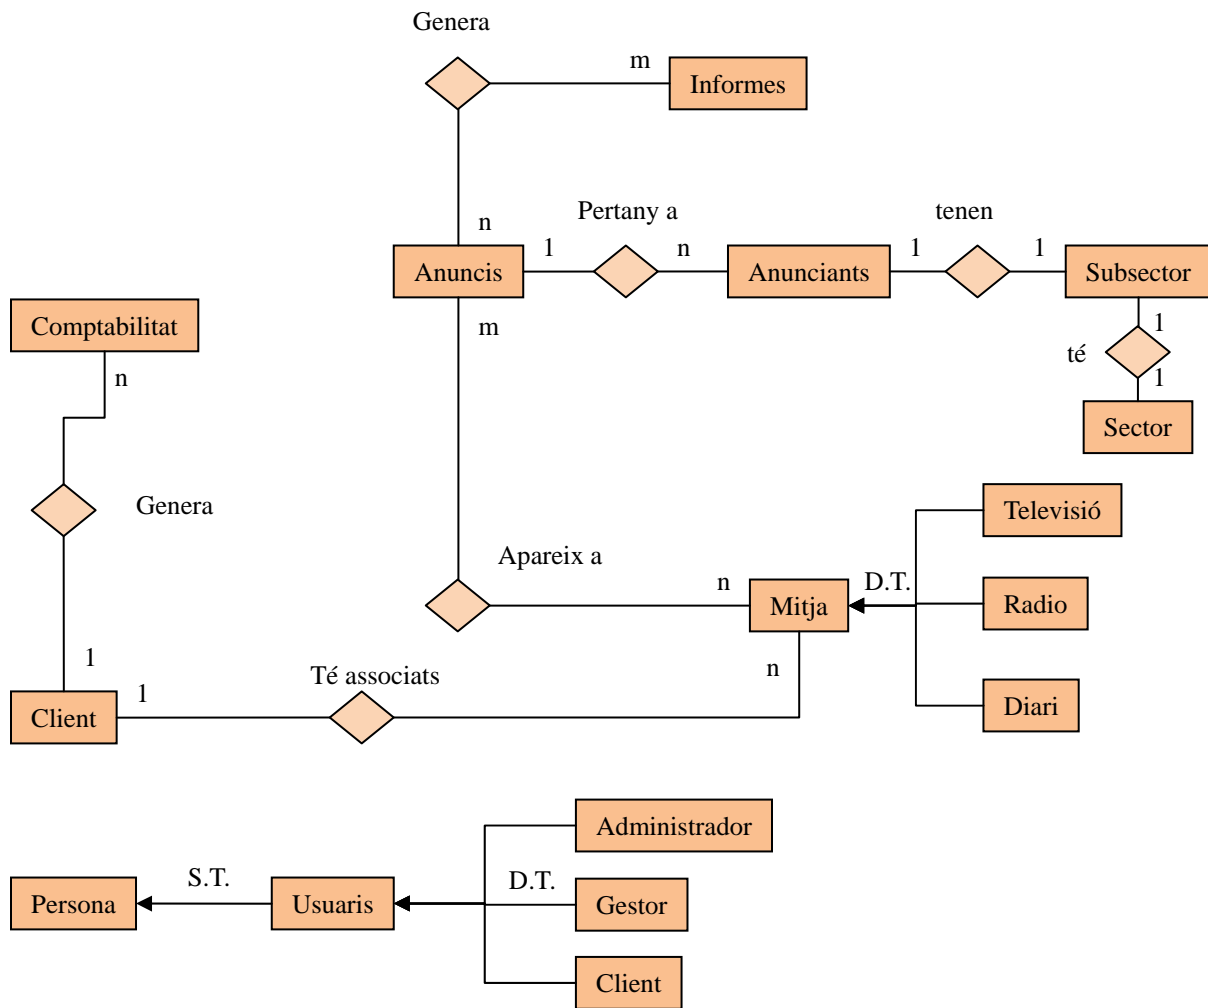 Genera
m
Informes
n
Pertany a
tenen
1
n
1
1
Anuncis
Anunciants
Subsector
Comptabilitat
m
1
té
n
1
Sector
Genera
Televisió
Apareix a
n
D.T.
Mitja
Radio
1
Té associats
n
1
Client
Diari
Administrador
S.T.
D.T.
Persona
Usuaris
Gestor
Client